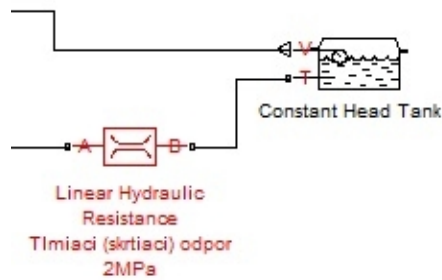 V
T
Constant Head Tank
A B
Linear Hydraulic
Resistance
Tlmiaci (skrtiaci) odpor
2MPa